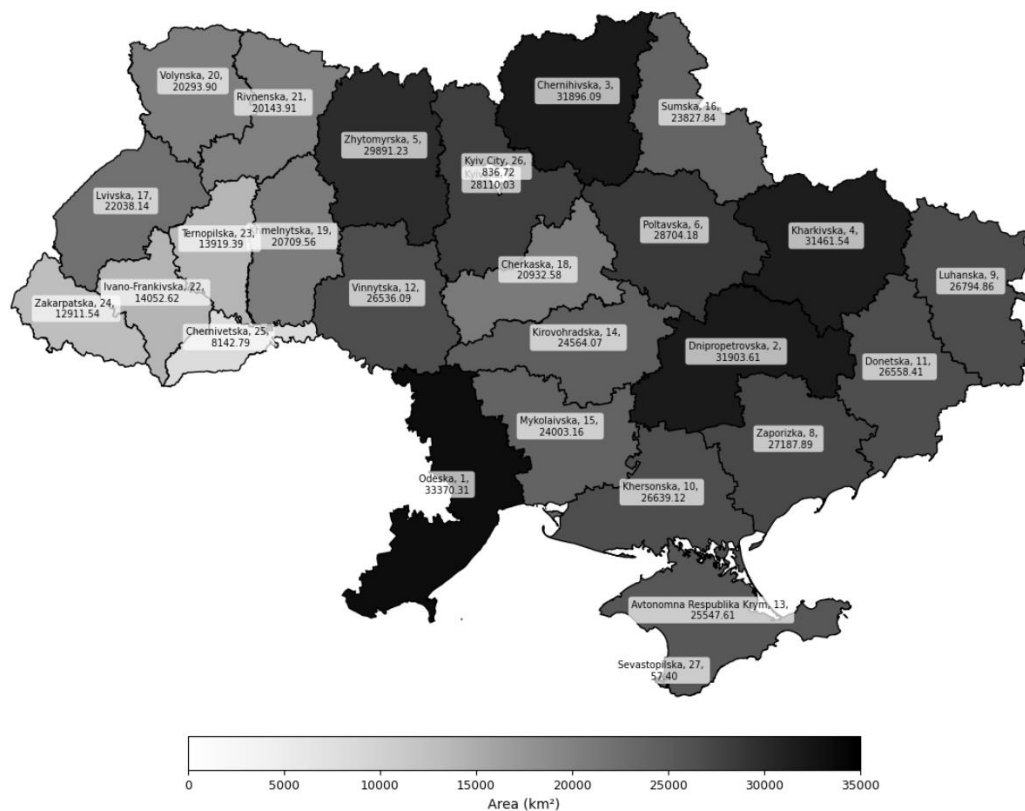 Chernihivska, 3,
31896.09
Volynska, 20,
20293.90
Rivnenska, 21,
20143.91
Sumska, 16,
23827.84
Zhytomyrska, 5,
29891.23
Kyiv City, 26,
836.72
28110.03
Lvivska, 17,
22038.14
Ternopilska, 23,
13919.39
hmelnytska, 19,
20709.56
Poltavska, 6,
28704.18
Kharkivska, 4,
31461.54
Cherkaska, 18,
20932.58
Luhanska, 9,
26794.86
Ivano-Frankivska, 22,
14052.62
Vinnytska, 12,
26536.09
Zakarpatska, 24,
12911.54
Chernivetska, 25,
8142.79
Kirovohradska, 14,
24564.07
Dnipropetrovska, 2,
31903.61
Donetska, 11,
26558.41
Mykolaivska, 15,
24003.16
Zaporizka, 8,
27187.89
Odeska, 1,
33370.31
Khersonska, 10,
26639.12
Avtonomna Respublika Krym, 13,
25547.61
Sevastopilska, 27,
57.40
0 5000 10000 15000 20000 25000 30000 35000
Area (km²)